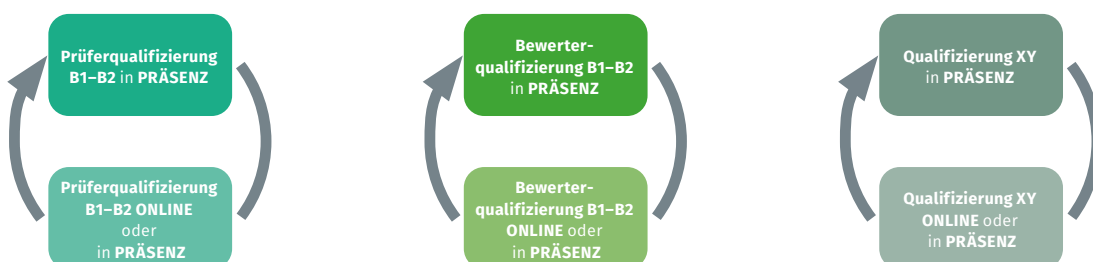 Prüferqualifizierung
B1–B2 in PRÄSENZ
Bewerter-
qualifizierung B1–B2
in PRÄSENZ
Qualifizierung XY
in PRÄSENZ
Prüferqualifizierung
B1–B2 ONLINE
oder
in PRÄSENZ
Bewerter-
qualifizierung B1–B2
ONLINE oder
in PRÄSENZ
Qualifizierung XY
ONLINE oder
in PRÄSENZ